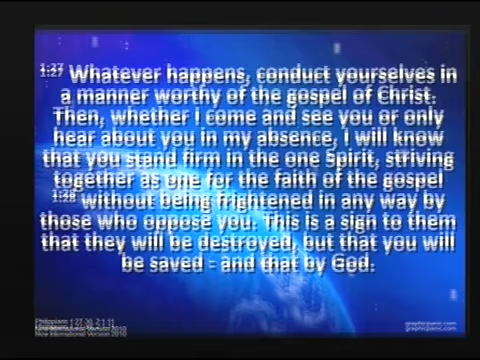 1:27 Whatever happens, conduct yourselves in
a manner worthy of the gospel of Christ.
Then, whether I come and see you or only
hear about you in my absence, I will know
that you stand firm in the one Spirit, striving
together as one for the faith of the gospel
1:28 without being frightened in any way by
those who oppose you. This is a sign to them
that they will be destroyed, but that you will
be saved - and that by God.
Philippians 1:27-30, 2:1-11
New International Version 2010
graphicpanic.com
graphicpanic.com